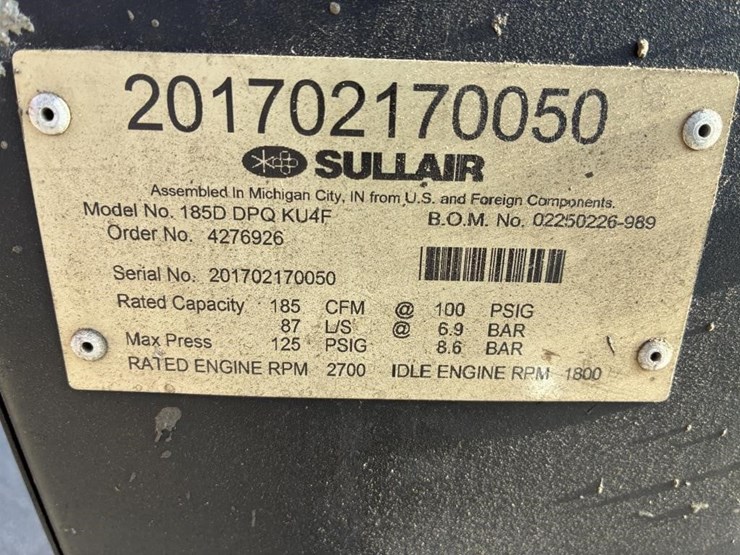 201702170050
SULLAIR
Assembled In Michigan City, IN from U.S. and Foreign Components.
Model No. 185D DPQ KU4F B.O.M. No. 02250226-989
Order No. 4276926
Serial No. 201702170050
Rated Capacity 185 CFM @ 100 PSIG
87 L/S @ 6.9 BAR
Max Press 125 PSIG 8.6 BAR
RATED ENGINE RPM 2700 IDLE ENGINE RPM 1800